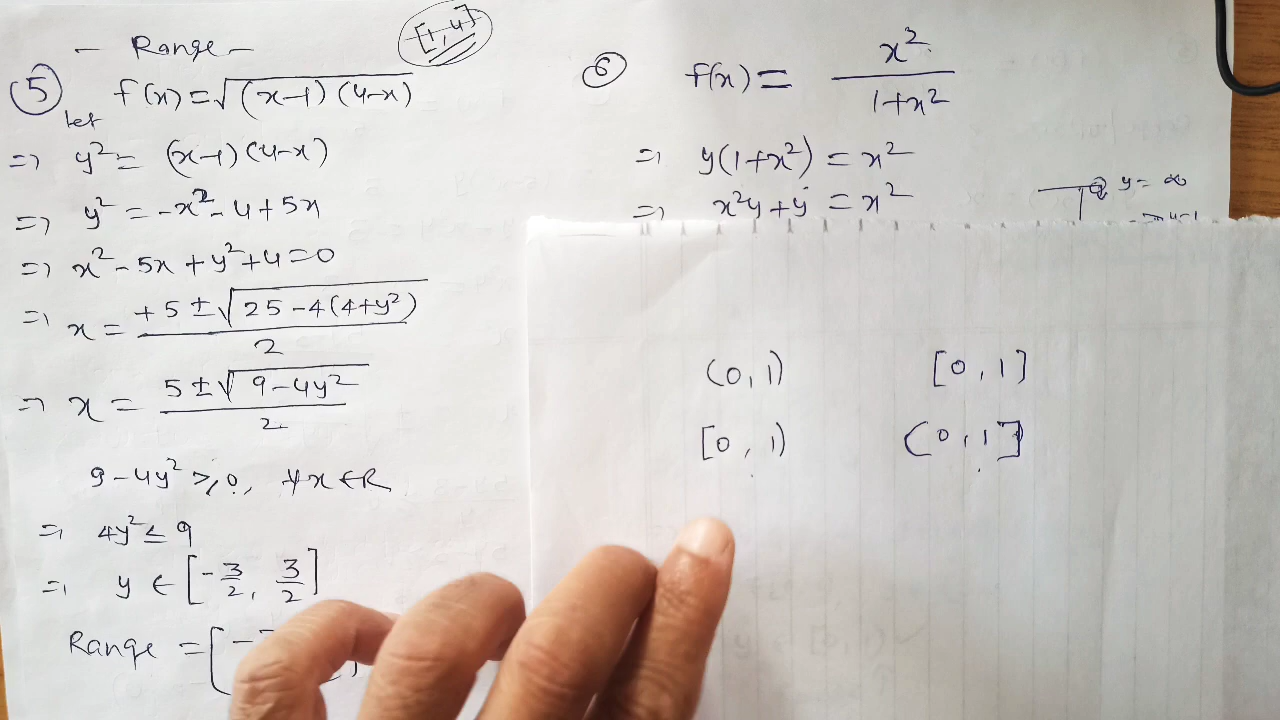 - Range -
[1,4]
(5) f(x)=√(x-1)(4-x)
let
=> y²= (x-1)(4-x)
=> y² = -x²-4+5x
=> x²-5x+y²+4=0
=> x = +5±√25-4(4+y²) / 2
=> x = 5±√9-4y² / 2
9-4y² ≥ 0, ∀x∈R
=> 4y² ≤ 9
=> y ∈ [-3/2, 3/2]
Range = [-
(6) f(x) = x² / 1+x²
=> y(1+x²) = x²
=> x²y+y = x²
y = ∞
(0,1) [0,1]
[0,1) (0,1]